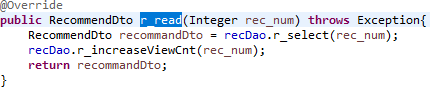 @Override
public RecommendDto r_read(Integer rec_num) throws Exception{
RecommendDto recommandDto = recDao.r_select(rec_num);
recDao.r_increaseViewCnt(rec_num);
return recommandDto;
}